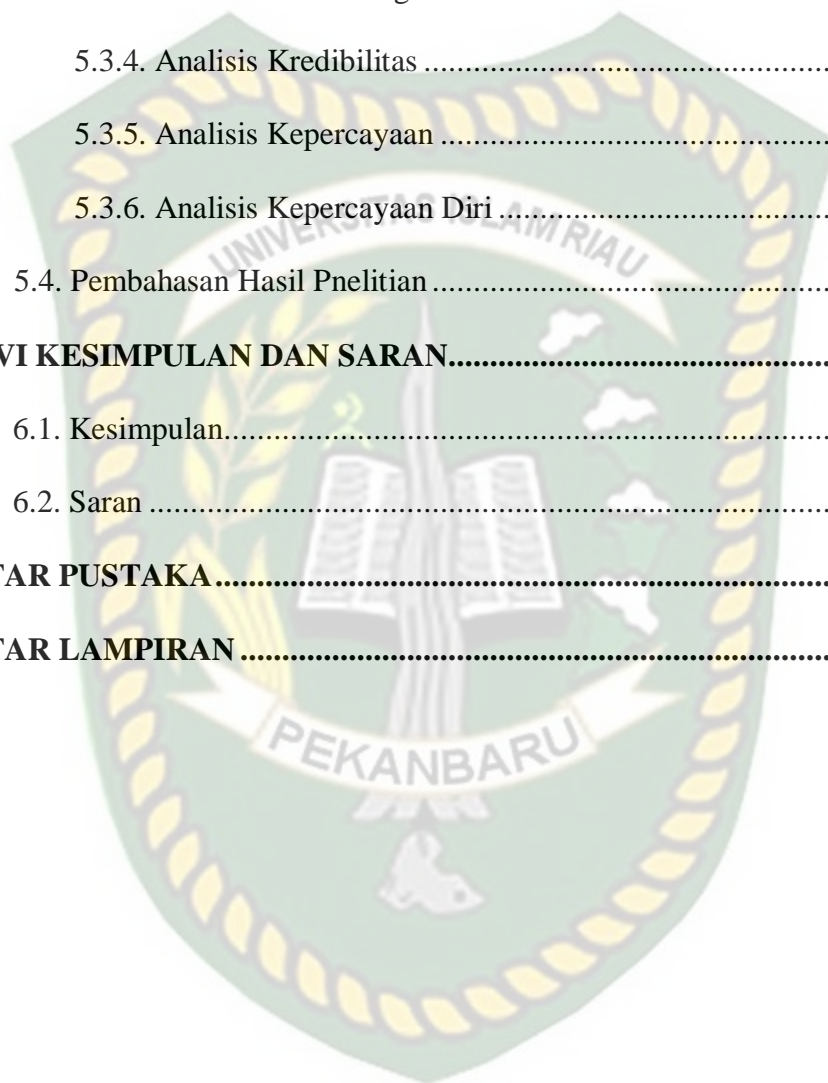 g
5.3.4. Analisis Kredibilitas ..................................................
5.3.5. Analisis Kepercayaan ................................................
5.3.6. Analisis Kepercayaan Diri .........................................
UNIVERSITAS ISLAM RIAU
5.4. Pembahasan Hasil Pnelitian .................................................
VI KESIMPULAN DAN SARAN..............................................
6.1. Kesimpulan..........................................................................
6.2. Saran ...................................................................................
TAR PUSTAKA...........................................................................
TAR LAMPIRAN ........................................................................
PEKANBARU